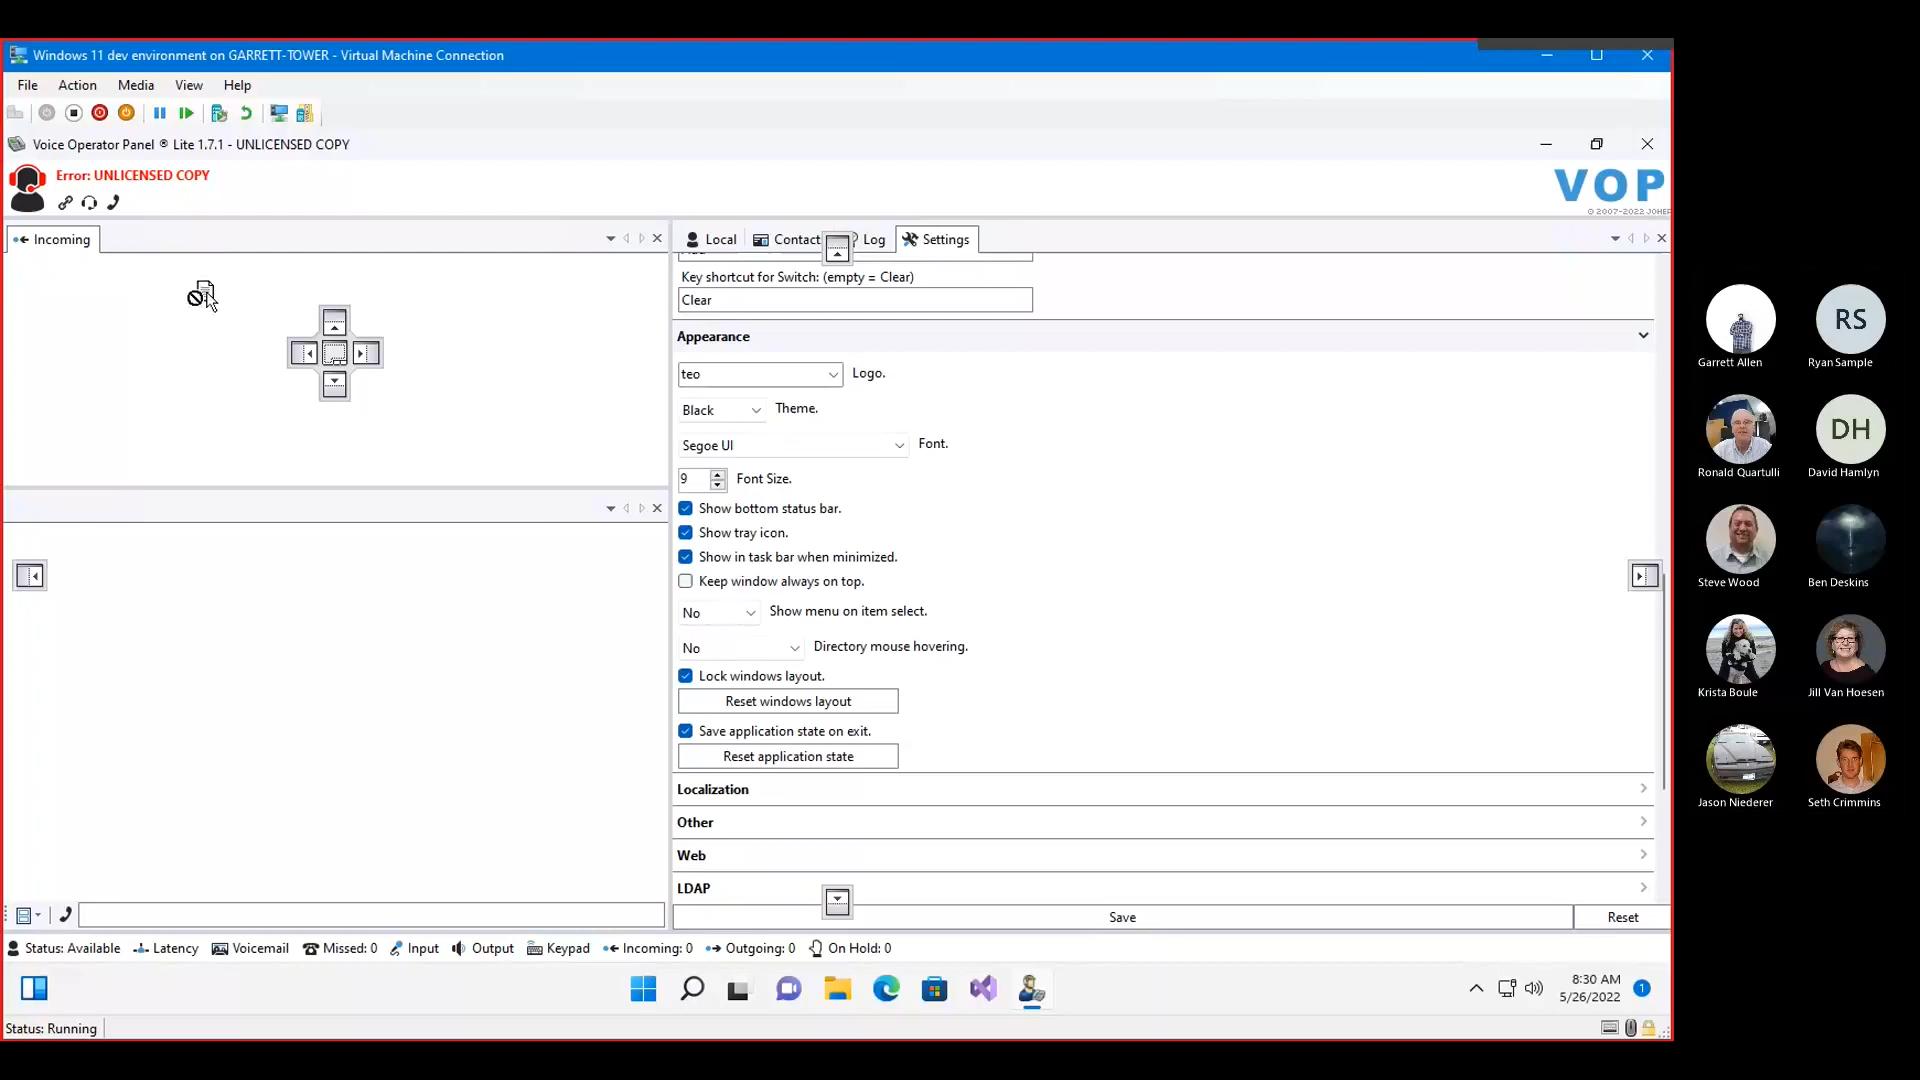 Windows 11 dev environment on GARRETT-TOWER - Virtual Machine Connection
File Action Media View Help
Voice Operator Panel ® Lite 1.7.1 - UNLICENSED COPY
Error: UNLICENSED COPY
VOP
© 2007-2022 JOHER
Incoming
Local Contact Log Settings
Key shortcut for Switch: (empty = Clear)
Clear
Appearance
teo Logo.
Black Theme.
Segoe UI Font.
9 Font Size.
Show bottom status bar.
Show tray icon.
Show in task bar when minimized.
Keep window always on top.
No Show menu on item select.
No Directory mouse hovering.
Lock windows layout.
Reset windows layout
Save application state on exit.
Reset application state
Localization
Other
Web
LDAP
Save Reset
Status: Available Latency Voicemail Missed: 0 Input Output Keypad Incoming: 0 Outgoing: 0 On Hold: 0
8:30 AM
5/26/2022
1
Status: Running
RS
Garrett Allen Ryan Sample
DH
Ronald Quartulli David Hamlyn
Steve Wood Ben Deskins
Krista Boule Jill Van Hoesen
Jason Niederer Seth Crimmins